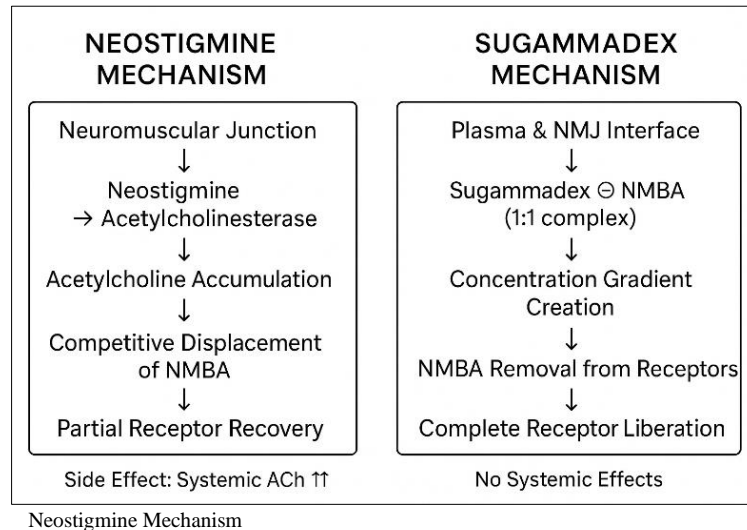 NEOSTIGMINE
MECHANISM
Neuromuscular Junction
↓
Neostigmine
→ Acetylcholinesterase
↓
Acetylcholine Accumulation
↓
Competitive Displacement
of NMBA
↓
Partial Receptor Recovery
Side Effect: Systemic ACh ⇈
SUGAMMADEX
MECHANISM
Plasma & NMJ Interface
↓
Sugammadex ⊖ NMBA
(1:1 complex)
↓
Concentration Gradient
Creation
↓
NMBA Removal from Receptors
↓
Complete Receptor Liberation
No Systemic Effects
Neostigmine Mechanism